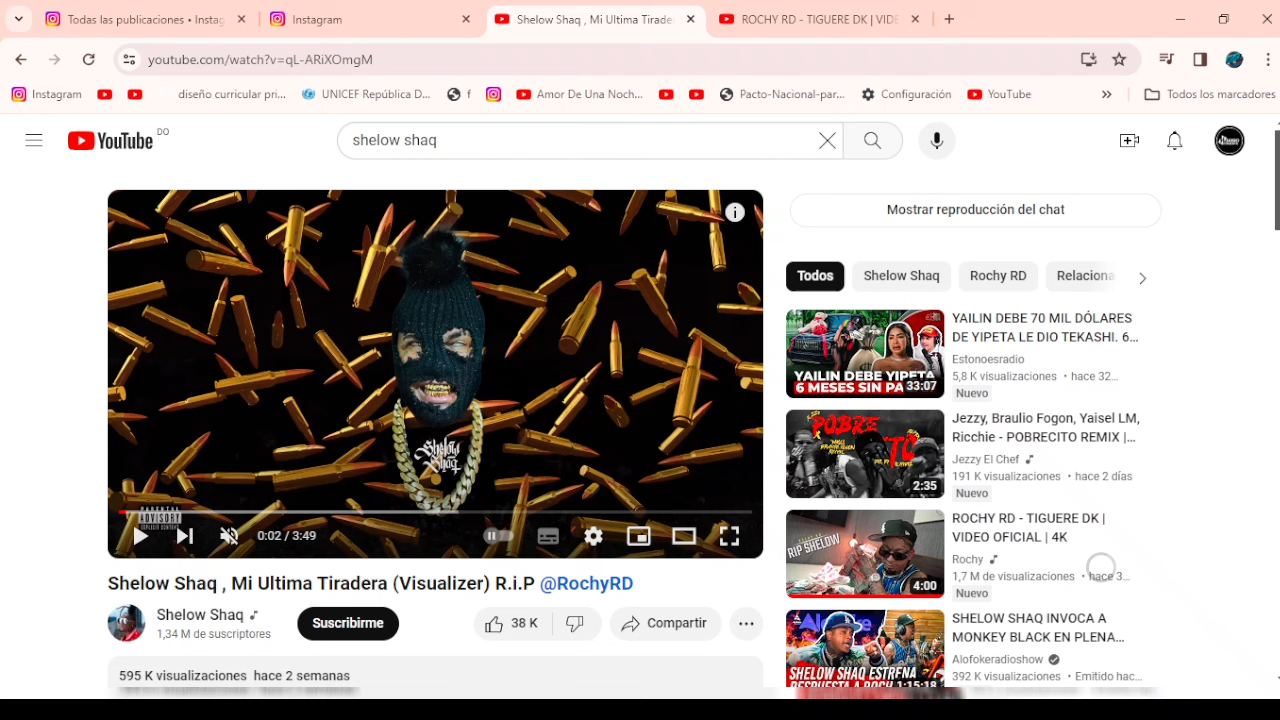 Todas las publicaciones • Instag
Instagram
Shelow Shaq , Mi Ultima Tirade
ROCHY RD - TIGUERE DK | VIDE
youtube.com/watch?v=qL-ARiXOmgM
Instagram
diseño curricular pri...
UNICEF República D...
f
Amor De Una Noch...
Pacto-Nacional-par...
Configuración
YouTube
Todos los marcadores
YouTube DO
shelow shaq
Mostrar reproducción del chat
Todos
Shelow Shaq
Rochy RD
Relaciona
Shelow Shaq
PARENTAL
ADVISORY
EXPLICIT CONTENT
0:02 / 3:49
Shelow Shaq , Mi Ultima Tiradera (Visualizer) R.i.P @RochyRD
Shelow Shaq
1,34 M de suscriptores
Suscribirme
38 K
Compartir
595 K visualizaciones hace 2 semanas
YAILIN DEBE YIPETA
6 MESES SIN PA
33:07
YAILIN DEBE 70 MIL DÓLARES
DE YIPETA LE DIO TEKASHI. 6...
Estonoesradio
5,8 K visualizaciones • hace 32...
Nuevo
POBRE
TO
2:35
Jezzy, Braulio Fogon, Yaisel LM,
Ricchie - POBRECITO REMIX |...
Jezzy El Chef
191 K visualizaciones • hace 2 días
Nuevo
RIP SHELOW
4:00
ROCHY RD - TIGUERE DK |
VIDEO OFICIAL | 4K
Rochy
1,7 M de visualizaciones • hace 3...
Nuevo
SHELOW SHAQ ESTRENA
RESPUESTA A ROCH
1:15:18
SHELOW SHAQ INVOCA A
MONKEY BLACK EN PLENA...
Alofokeradioshow
392 K visualizaciones • Emitido hac...